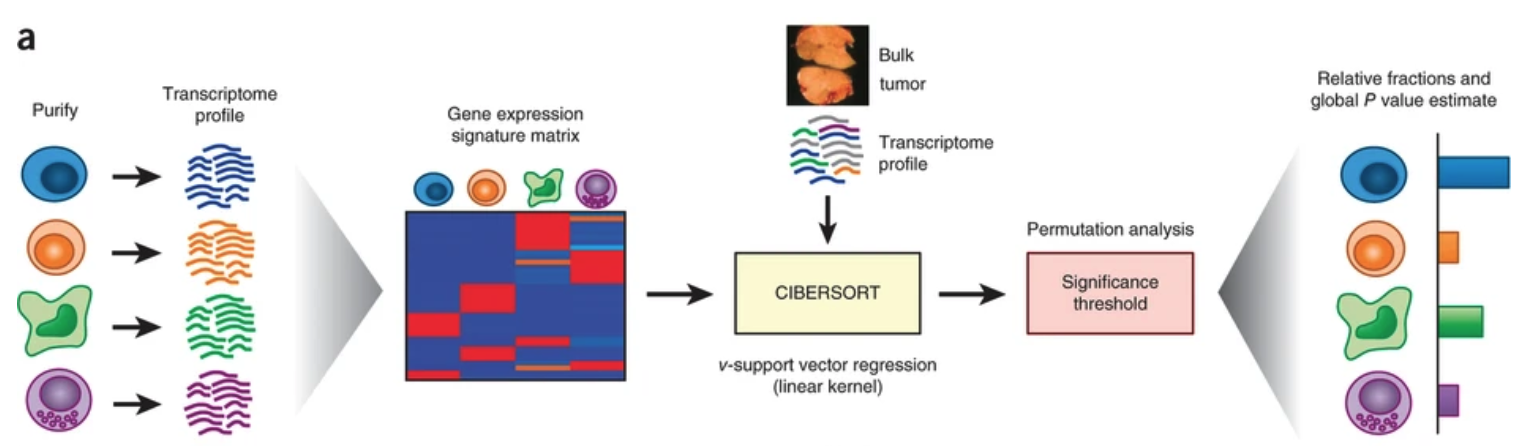 a
Purify
Transcriptome
profile
Gene expression
signature matrix
Bulk
tumor
Transcriptome
profile
CIBERSORT
ν-support vector regression
(linear kernel)
Permutation analysis
Significance
threshold
Relative fractions and
global P value estimate